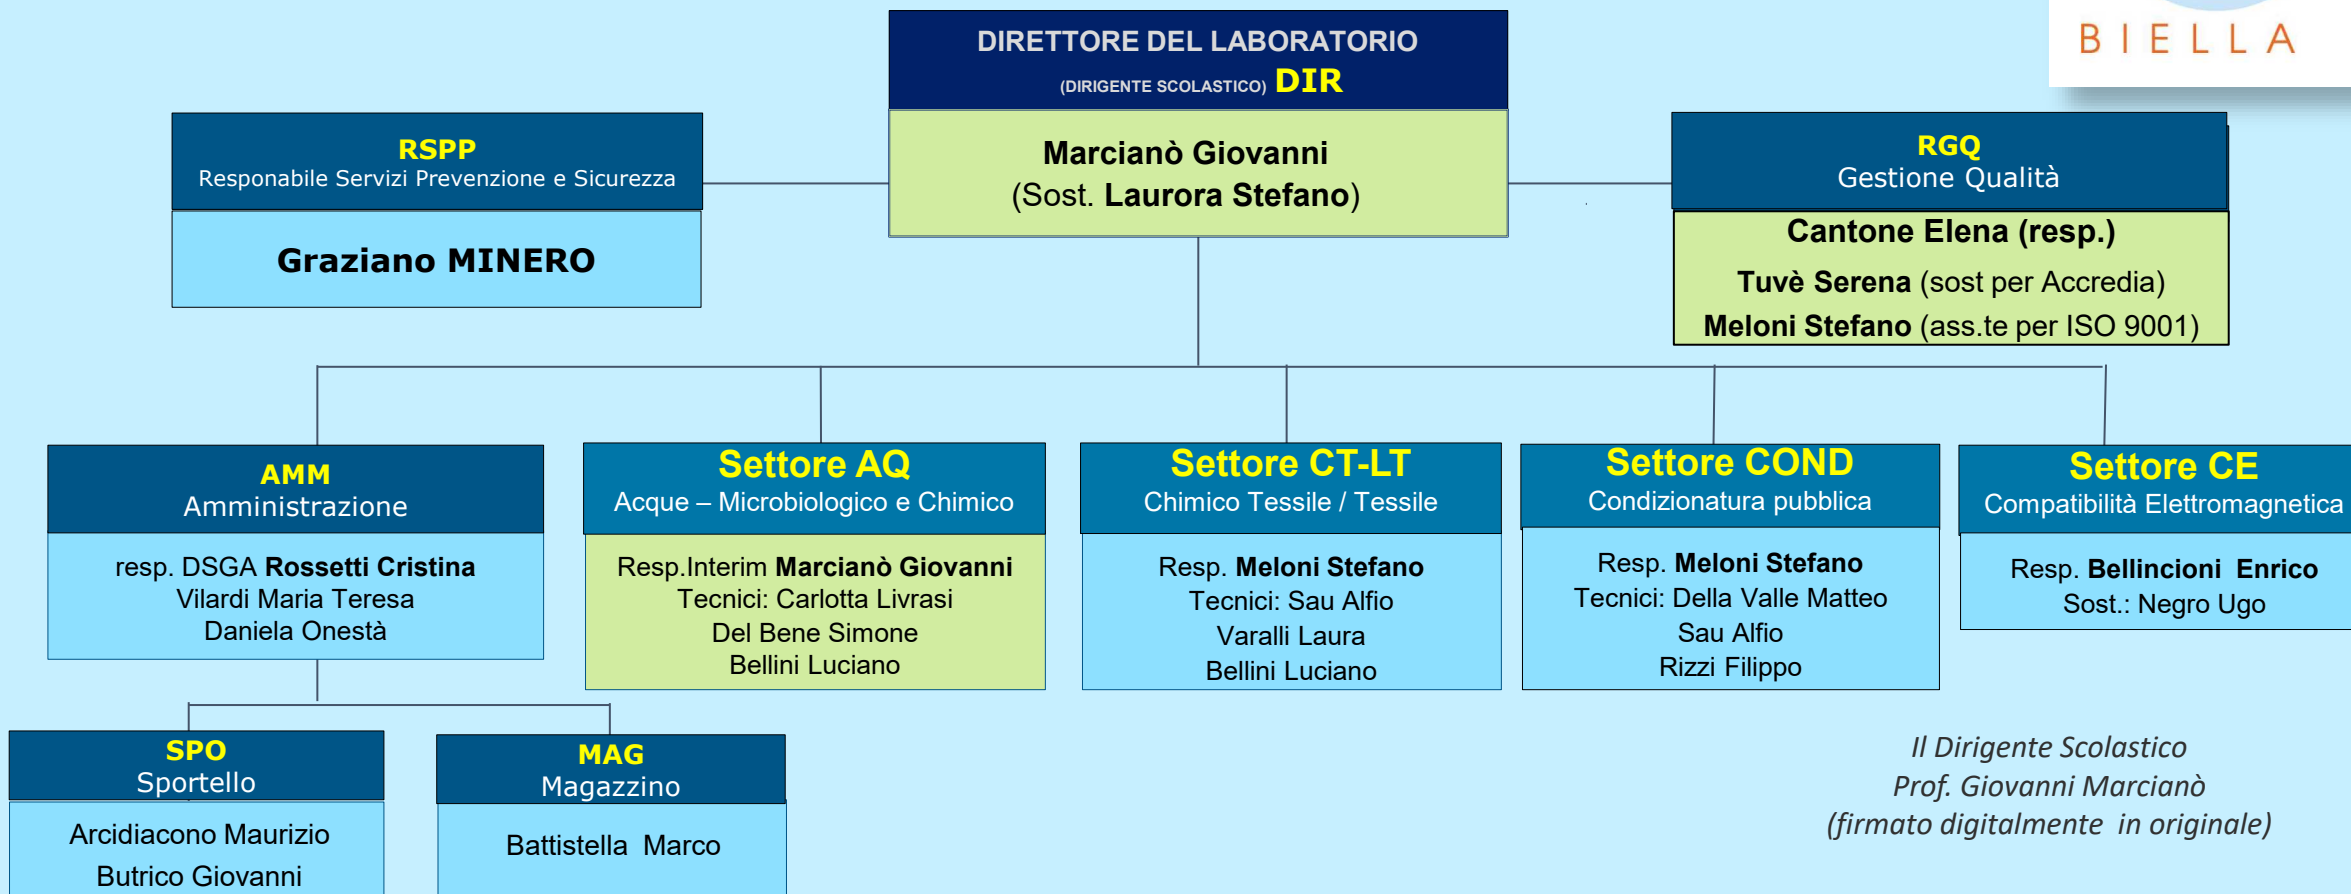 BIELLA
DIRETTORE DEL LABORATORIO
(DIRIGENTE SCOLASTICO) DIR
Marcianò Giovanni
(Sost. Laurora Stefano)
RSPP
Responabile Servizi Prevenzione e Sicurezza
Graziano MINERO
RGQ
Gestione Qualità
Cantone Elena (resp.)
Tuvè Serena (sost per Accredia)
Meloni Stefano (ass.te per ISO 9001)
AMM
Amministrazione
resp. DSGA Rossetti Cristina
Vilardi Maria Teresa
Daniela Onestà
Settore AQ
Acque – Microbiologico e Chimico
Resp.Interim Marcianò Giovanni
Tecnici: Carlotta Livrasi
Del Bene Simone
Bellini Luciano
Settore CT-LT
Chimico Tessile / Tessile
Resp. Meloni Stefano
Tecnici: Sau Alfio
Varalli Laura
Bellini Luciano
Settore COND
Condizionatura pubblica
Resp. Meloni Stefano
Tecnici: Della Valle Matteo
Sau Alfio
Rizzi Filippo
Settore CE
Compatibilità Elettromagnetica
Resp. Bellincioni Enrico
Sost.: Negro Ugo
SPO
Sportello
Arcidiacono Maurizio
Butrico Giovanni
MAG
Magazzino
Battistella Marco
Il Dirigente Scolastico
Prof. Giovanni Marcianò
(firmato digitalmente in originale)